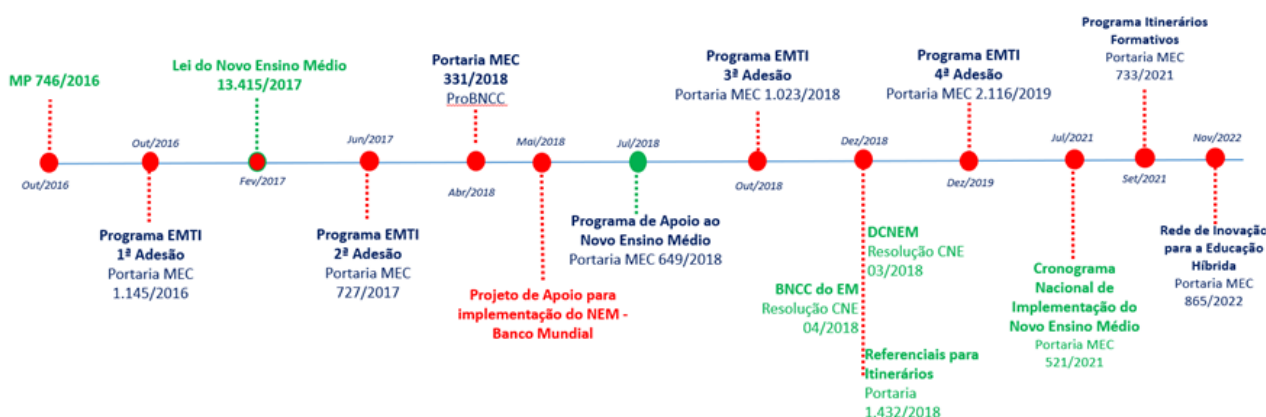 MP 746/2016
Out/2016
Out/2016
Programa EMTI
1ª Adesão
Portaria MEC
1.145/2016
Lei do Novo Ensino Médio
13.415/2017
Fev/2017
Jun/2017
Programa EMTI
2ª Adesão
Portaria MEC
727/2017
Portaria MEC
331/2018
ProBNCC
Abr/2018
Mai/2018
Projeto de Apoio para
implementação do NEM -
Banco Mundial
Jul/2018
Programa de Apoio ao
Novo Ensino Médio
Portaria MEC 649/2018
Programa EMTI
3ª Adesão
Portaria MEC 1.023/2018
Out/2018
Dez/2018
DCNEM
Resolução CNE
03/2018
BNCC do EM
Resolução CNE
04/2018
Referenciais para
Itinerários
Portaria
1.432/2018
Programa EMTI
4ª Adesão
Portaria MEC 2.116/2019
Dez/2019
Jul/2021
Cronograma
Nacional de
Implementação do
Novo Ensino Médio
Portaria MEC
521/2021
Programa Itinerários
Formativos
Portaria MEC
733/2021
Set/2021
Nov/2022
Rede de Inovação
para a Educação
Híbrida
Portaria MEC
865/2022